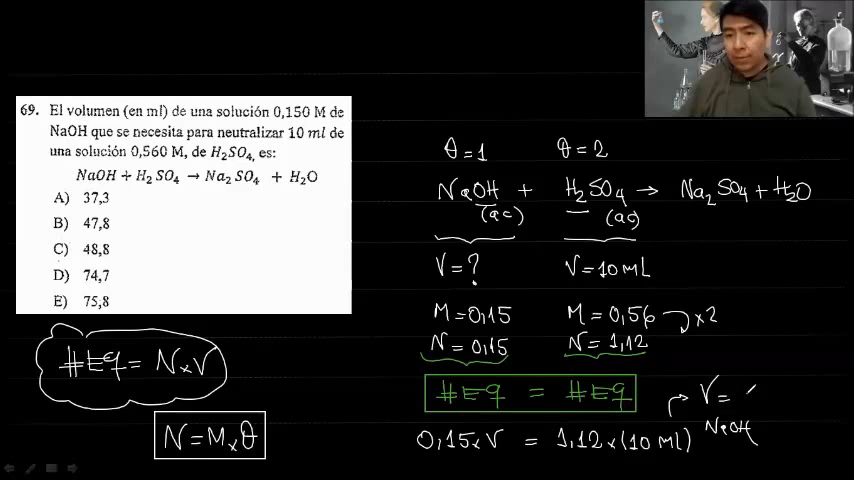 69. El volumen (en ml) de una solución 0,150 M de
NaOH que se necesita para neutralizar 10 ml de
una solución 0,560 M, de H₂SO₄, es:
NaOH + H₂SO₄ → Na₂SO₄ + H₂O
A) 37,3
B) 47,8
C) 48,8
D) 74,7
E) 75,8
#Eq = N x V
N = M x θ
θ = 1 θ = 2
NaOH + H₂SO₄ → Na₂SO₄ + H₂O
(ac) (ac)
V = ? V = 10 mL
M = 0,15 M = 0,56 x2
N = 0,15 N = 1,12
#Eq = #Eq
0,15 x V = 1,12 x (10 mL)
V =
NaOH